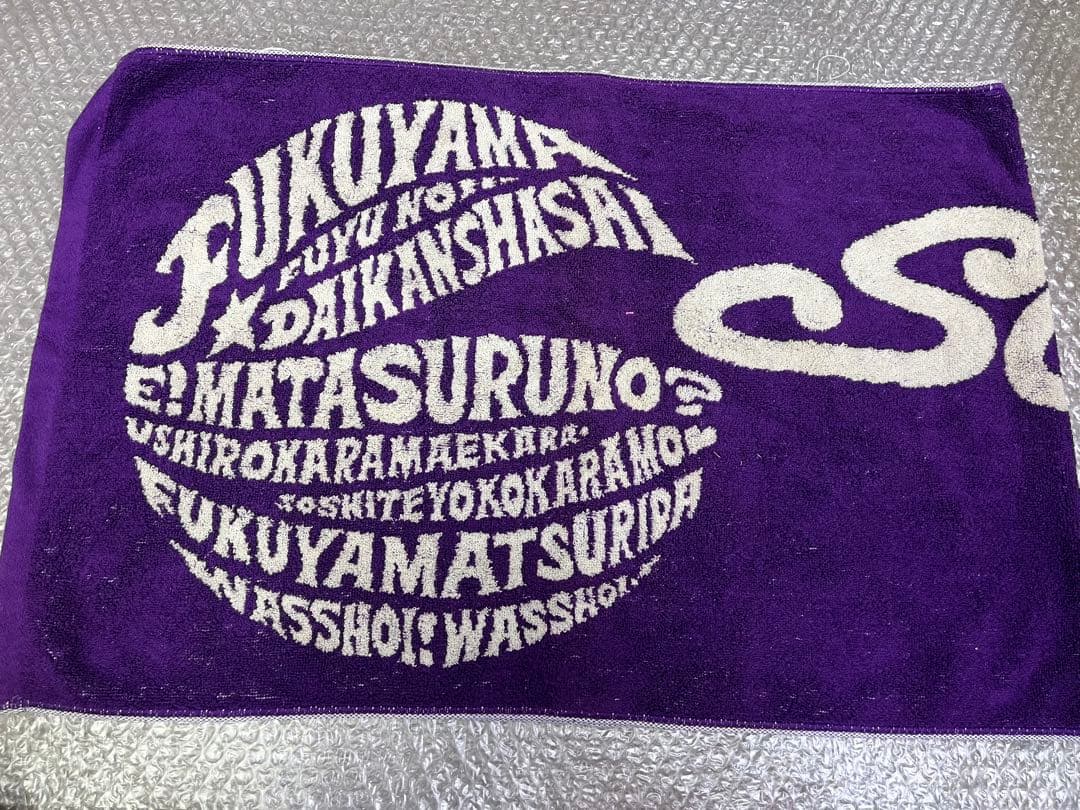 FUKUYAMA
FUYU NO...
★DAIKANSHASAI
E!MATASURUNO?
USHIROKARAMAEKARA.
SOSHITEYOKOKARAMO!?
FUKUYAMATSURIDA
WASSHOI!WASSHOI!...